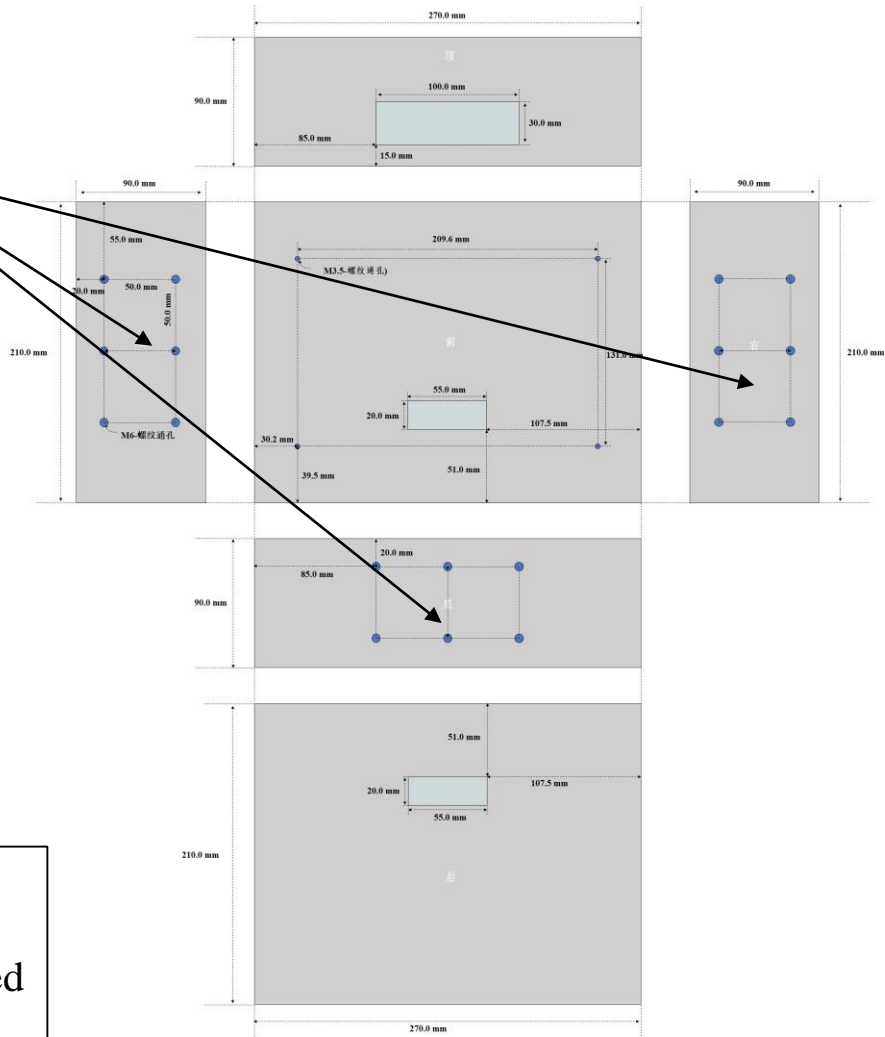 270.0 mm
顶
90.0 mm
100.0 mm
30.0 mm
85.0 mm
15.0 mm
90.0 mm
90.0 mm
55.0 mm
209.6 mm
M3.5-螺纹通孔)
20.0 mm
50.0 mm
50.0 mm
前
右
210.0 mm
131.0 mm
210.0 mm
55.0 mm
20.0 mm
107.5 mm
M6-螺纹通孔
30.2 mm
39.5 mm
51.0 mm
20.0 mm
85.0 mm
90.0 mm
底
51.0 mm
107.5 mm
20.0 mm
55.0 mm
210.0 mm
后
ed
270.0 mm